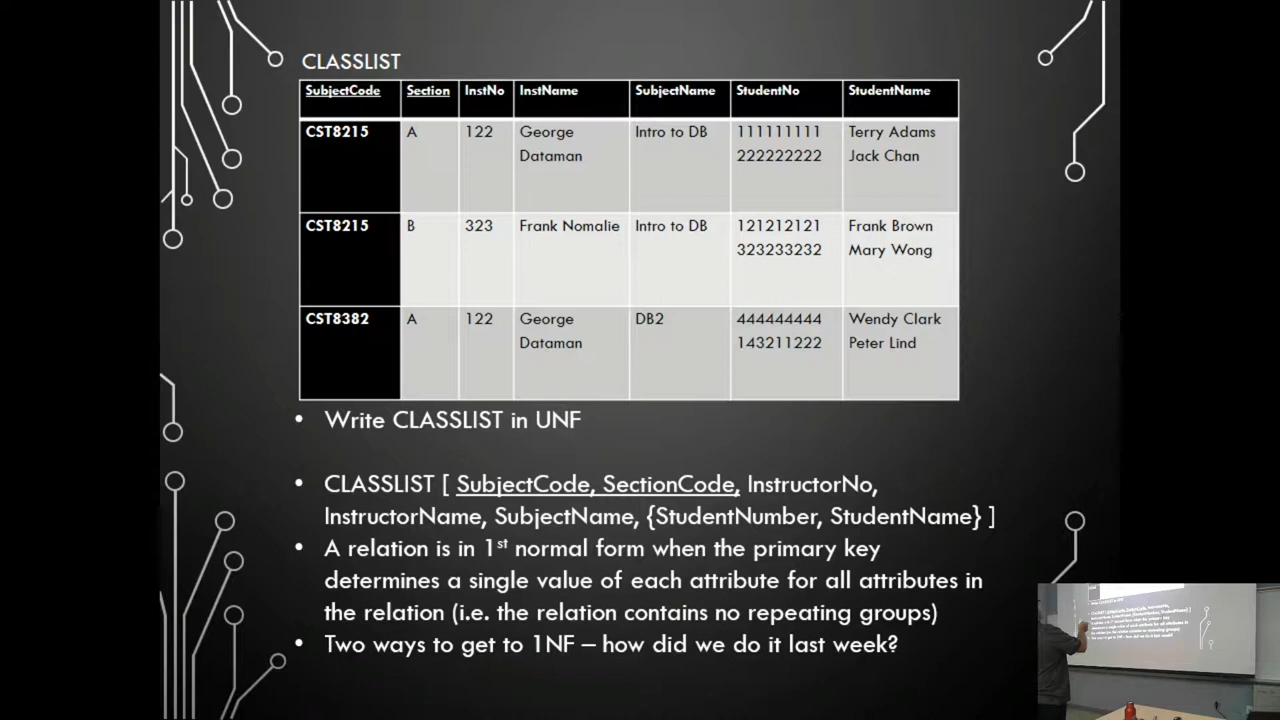 CLASSLIST
SubjectCode Section InstNo InstName SubjectName StudentNo StudentName
CST8215 A 122 George Intro to DB 111111111 Terry Adams
Dataman 222222222 Jack Chan
CST8215 B 323 Frank Nomalie Intro to DB 121212121 Frank Brown
323233232 Mary Wong
CST8382 A 122 George DB2 444444444 Wendy Clark
Dataman 143211222 Peter Lind
• Write CLASSLIST in UNF
• CLASSLIST [ SubjectCode, SectionCode, InstructorNo,
InstructorName, SubjectName, {StudentNumber, StudentName} ]
• A relation is in 1st normal form when the primary key
determines a single value of each attribute for all attributes in
the relation (i.e. the relation contains no repeating groups)
• Two ways to get to 1NF – how did we do it last week?